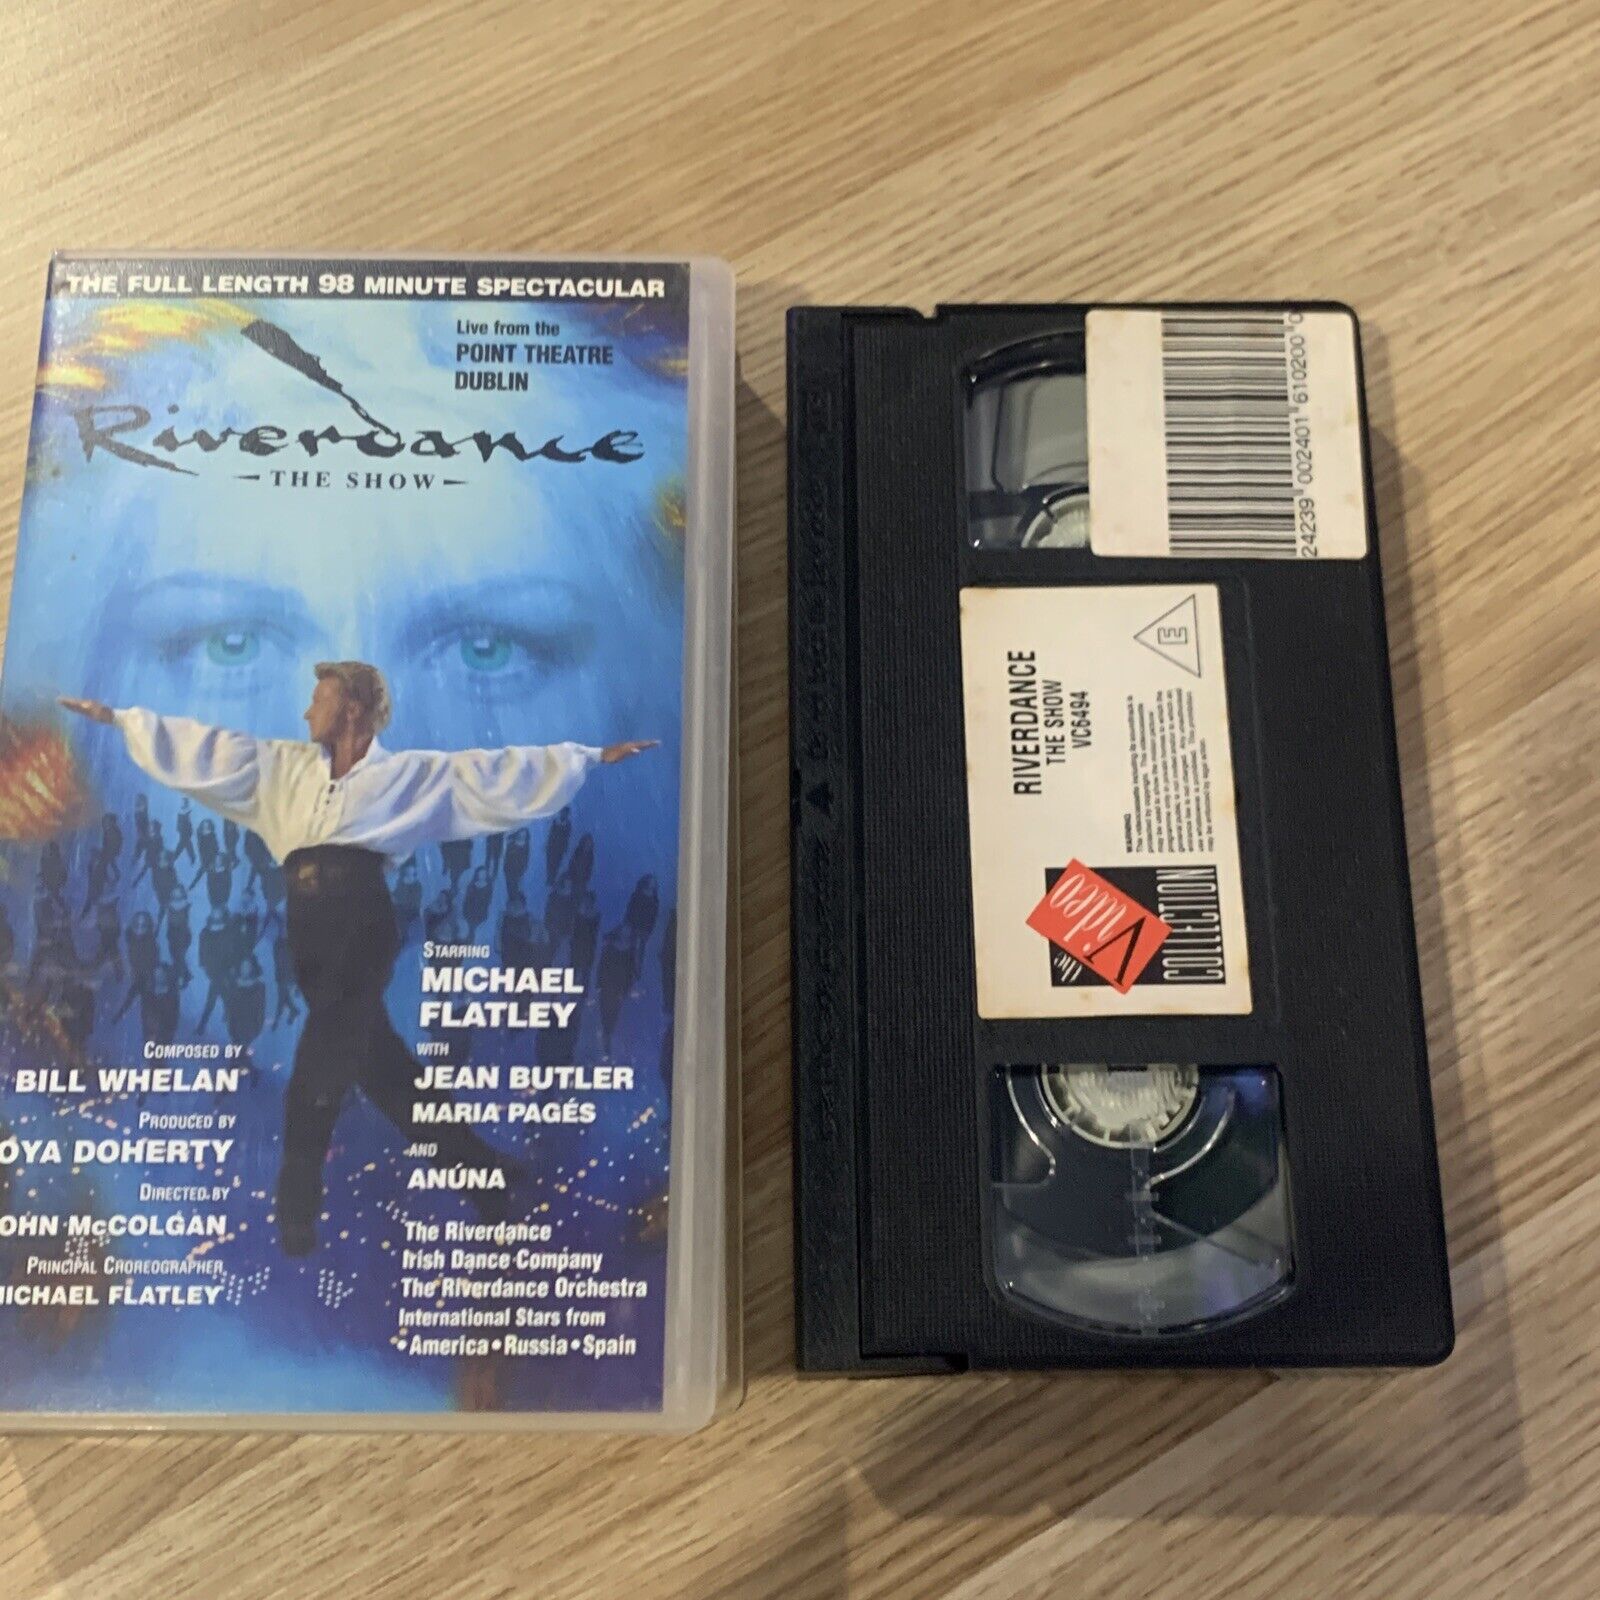 THE FULL LENGTH 98 MINUTE SPECTACULAR
Live from the
POINT THEATRE
DUBLIN
Riverdance
THE SHOW
STARRING
MICHAEL
FLATLEY
WITH
JEAN BUTLER
MARIA PAGÉS
AND
ANÚNA
The Riverdance
Irish Dance Company
The Riverdance Orchestra
International Stars from
•America•Russia•Spain
COMPOSED BY
BILL WHELAN
PRODUCED BY
OYA DOHERTY
DIRECTED BY
OHN McCOLGAN
PRINCIPAL CHOREOGRAPHER
MICHAEL FLATLEY
24239 002401 610200 0
RIVERDANCE
THE SHOW
VC6494
E
WARNING
the
Video
COLLECTION